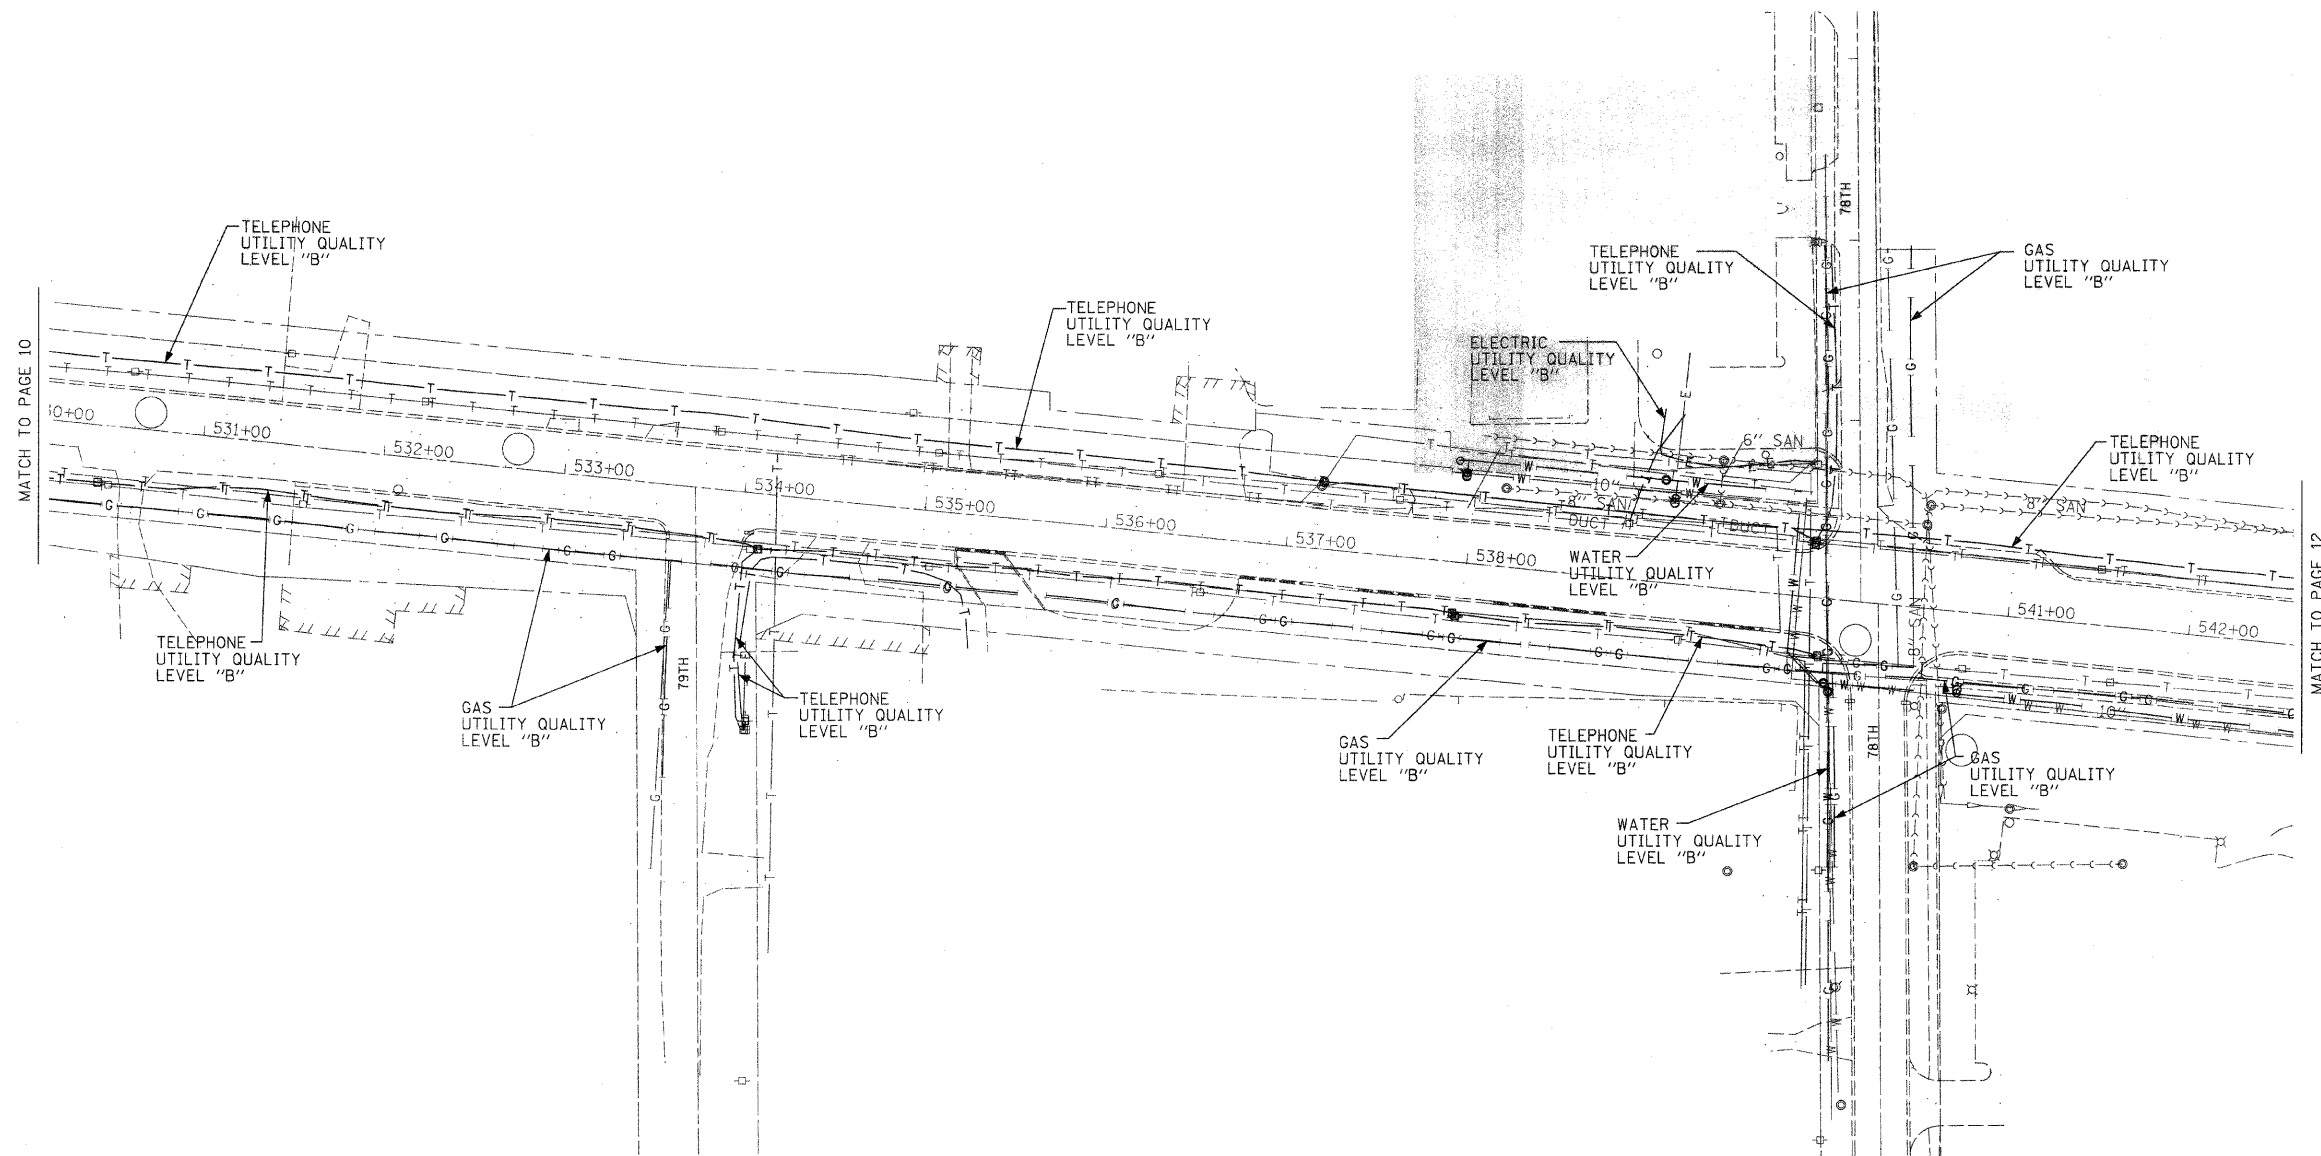 78TH
TELEPHONE
UTILITY QUALITY
LEVEL "B"
TELEPHONE
UTILITY QUALITY
LEVEL "B"
GAS
UTILITY QUALITY
LEVEL "B"
TELEPHONE
UTILITY QUALITY
LEVEL "B"
ELECTRIC
UTILITY QUALITY
LEVEL "B"
MATCH TO PAGE 10
531+00
532+00
533+00
534+00
535+00
536+00
537+00
538+00
541+00
542+00
6" SAN
10"
8" SAN
DUCT
DUCT
8" SAN
TELEPHONE
UTILITY QUALITY
LEVEL "B"
WATER
UTILITY QUALITY
LEVEL "B"
MATCH TO PAGE 12
8" SAN
10"
TELEPHONE
UTILITY QUALITY
LEVEL "B"
79TH
GAS
UTILITY QUALITY
LEVEL "B"
TELEPHONE
UTILITY QUALITY
LEVEL "B"
GAS
UTILITY QUALITY
LEVEL "B"
TELEPHONE
UTILITY QUALITY
LEVEL "B"
78TH
GAS
UTILITY QUALITY
LEVEL "B"
WATER
UTILITY QUALITY
LEVEL "B"